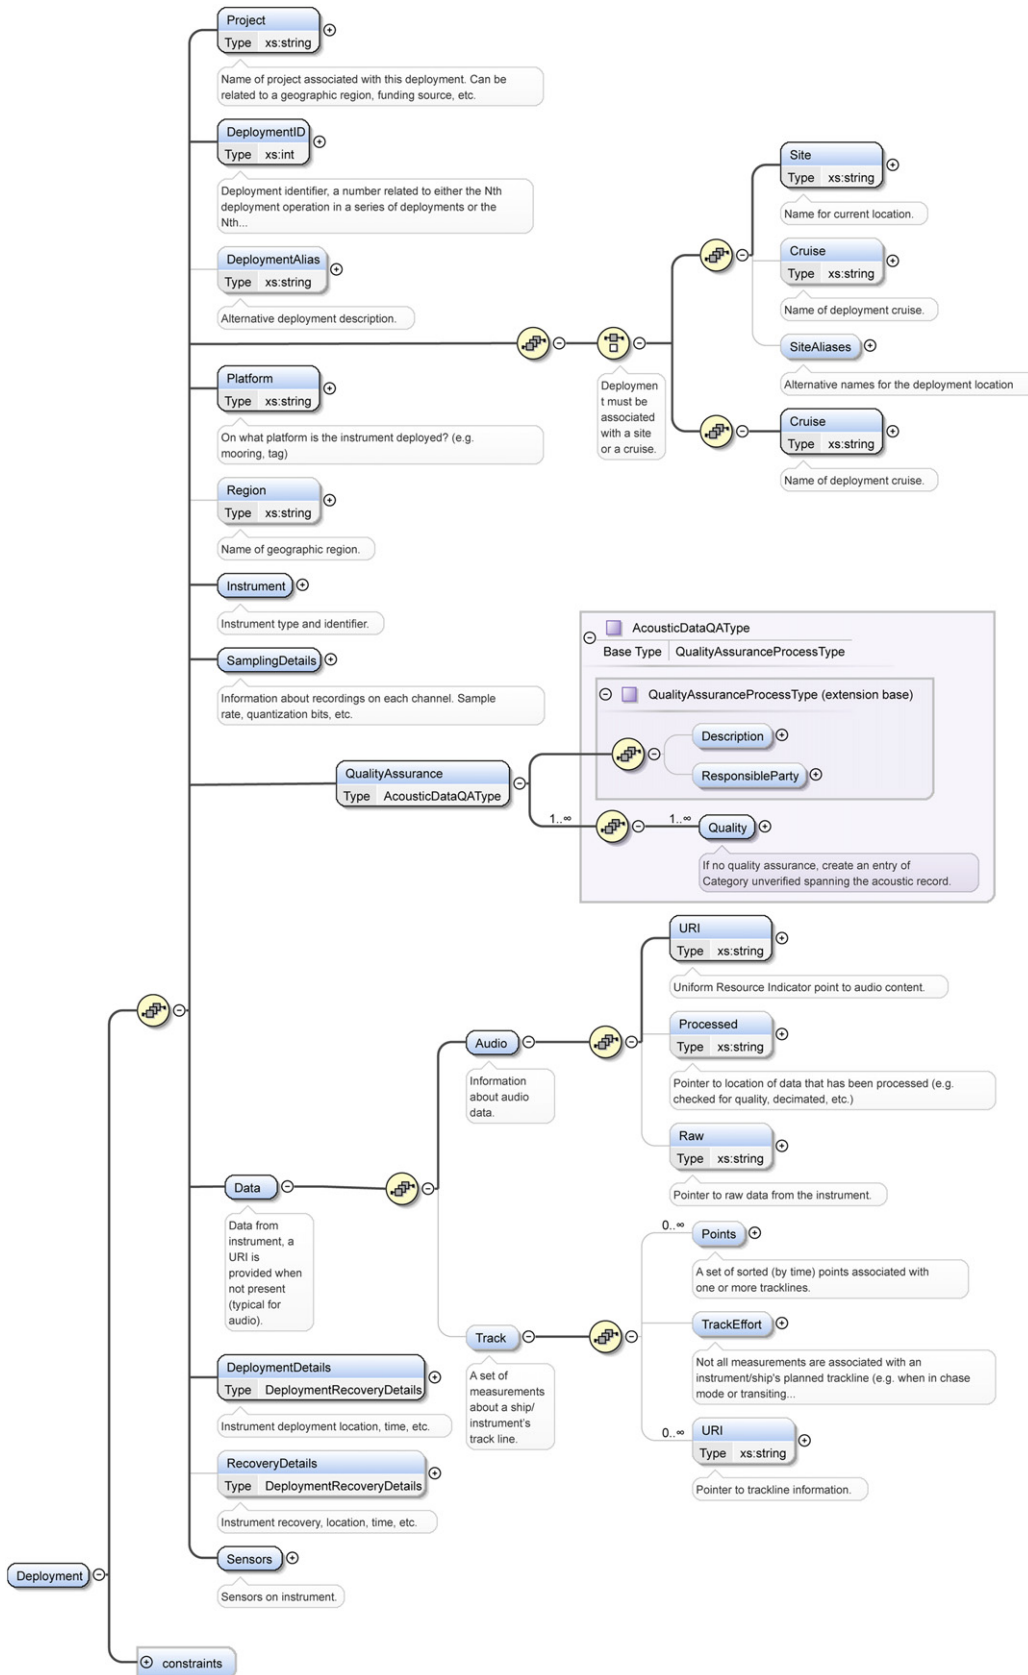 Project
Type xs:string
Name of project associated with this deployment. Can be
related to a geographic region, funding source, etc.
DeploymentID
Type xs:int
Deployment identifier, a number related to either the Nth
deployment operation in a series of deployments or the
Nth...
DeploymentAlias
Type xs:string
Alternative deployment description.
Deploymen
t must be
associated
with a site
or a cruise.
Site
Type xs:string
Name for current location.
Cruise
Type xs:string
Name of deployment cruise.
SiteAliases
Alternative names for the deployment location
Cruise
Type xs:string
Name of deployment cruise.
Platform
Type xs:string
On what platform is the instrument deployed? (e.g.
mooring, tag)
Region
Type xs:string
Name of geographic region.
Instrument
Instrument type and identifier.
SamplingDetails
Information about recordings on each channel. Sample
rate, quantization bits, etc.
QualityAssurance
Type AcousticDataQAType
AcousticDataQAType
Base Type QualityAssuranceProcessType
QualityAssuranceProcessType (extension base)
Description
ResponsibleParty
1..∞
1..∞
Quality
If no quality assurance, create an entry of
Category unverified spanning the acoustic record.
Data
Data from
instrument, a
URI is
provided when
not present
(typical for
audio).
Audio
Information
about audio
data.
URI
Type xs:string
Uniform Resource Indicator point to audio content.
Processed
Type xs:string
Pointer to location of data that has been processed (e.g.
checked for quality, decimated, etc.)
Raw
Type xs:string
Pointer to raw data from the instrument.
Track
A set of
measurements
about a ship/
instrument's
track line.
0..∞
Points
A set of sorted (by time) points associated with
one or more tracklines.
TrackEffort
Not all measurements are associated with an
instrument/ship's planned trackline (e.g. when in chase
mode or transiting...
0..∞
URI
Type xs:string
Pointer to trackline information.
DeploymentDetails
Type DeploymentRecoveryDetails
Instrument deployment location, time, etc.
RecoveryDetails
Type DeploymentRecoveryDetails
Instrument recovery, location, time, etc.
Sensors
Sensors on instrument.
Deployment
constraints